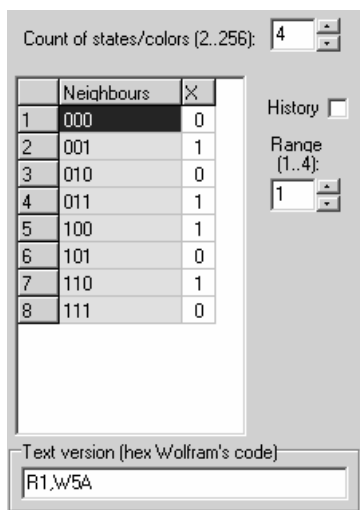 Count of states/colors (2..256): 4
Neighbours X
1 000 0
2 001 1
3 010 0
4 011 1
5 100 1
6 101 0
7 110 1
8 111 0
History
Range
(1..4):
1
Text version (hex Wolfram's code)
R1,W5A